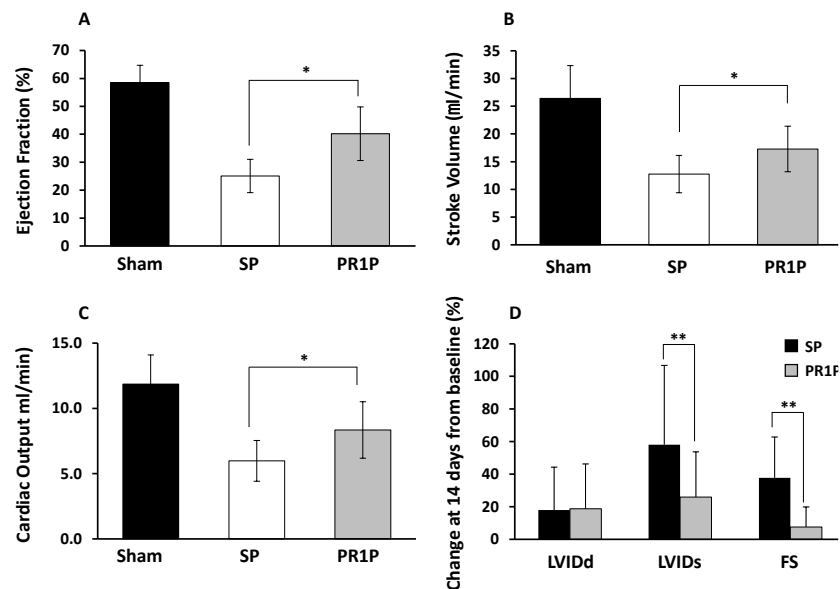 A
Ejection Fraction (%)
70
60
50
40
30
20
10
0
*
Sham SP PR1P
B
Stroke Volume (ml/min)
35
30
25
20
15
10
5
0
*
Sham SP PR1P
C
Cardiac Output ml/min)
15.0
10.0
5.0
0.0
*
Sham SP PR1P
D
Change at 14 days from baseline (%)
120
100
80
60
40
20
0
**
**
SP
PR1P
LVIDd LVIDs FS